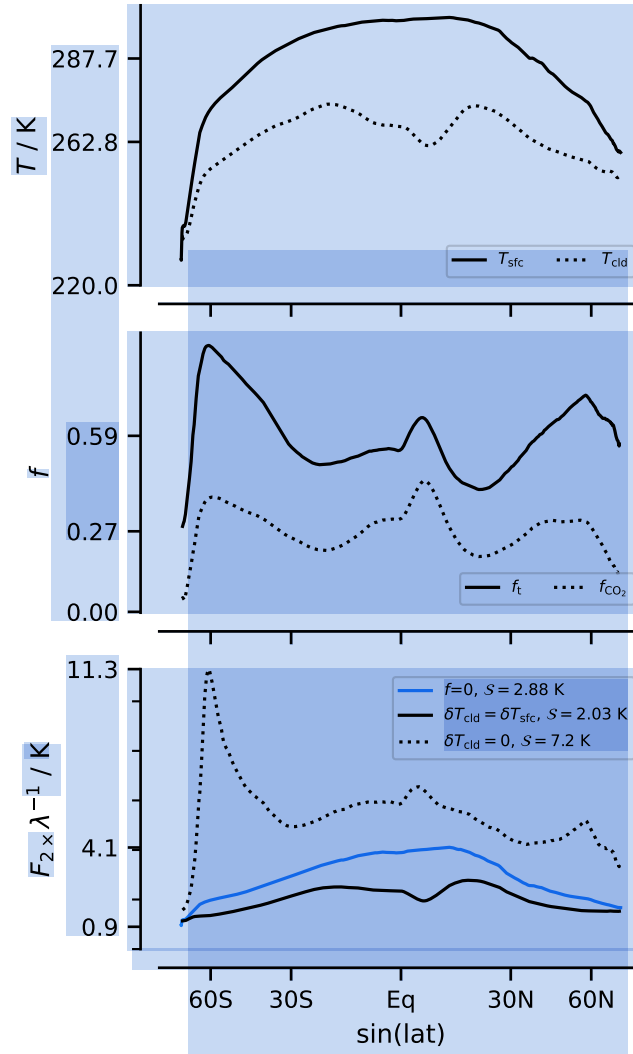 287.7
262.8
220.0
T / K
T_sfc T_cld
0.59
0.27
0.00
f
f_t f_CO₂
11.3
4.1
0.9
F_2× λ⁻¹ / K
f=0, 𝒮 = 2.88 K
δT_cld = δT_sfc, 𝒮 = 2.03 K
δT_cld = 0, 𝒮 = 7.2 K
60S 30S Eq 30N 60N
sin(lat)